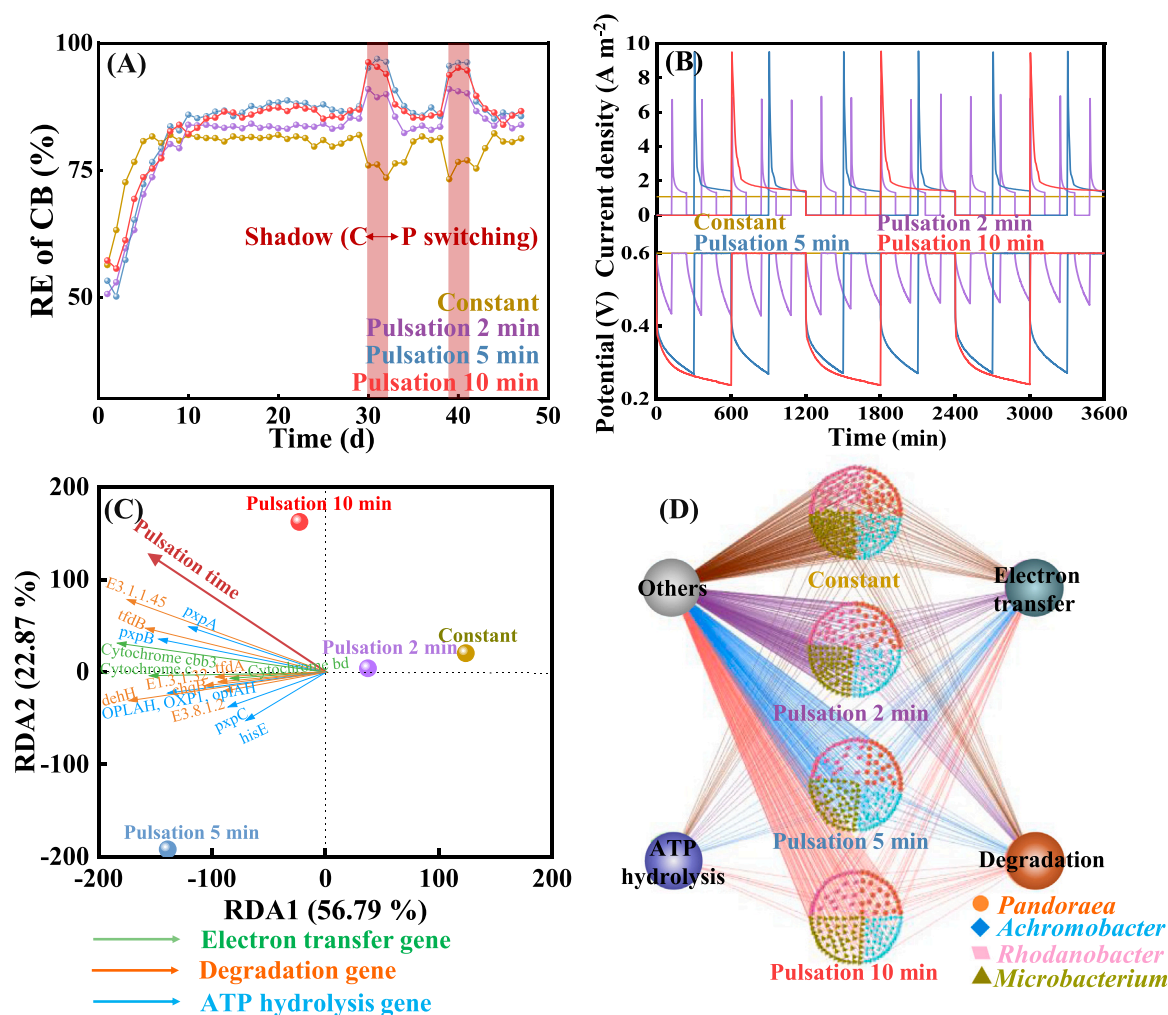 (A)
RE of CB (%)
100
75
50
0
10
20
30
40
50
Time (d)
Shadow (C↔P switching)
Constant
Pulsation 2 min
Pulsation 5 min
Pulsation 10 min
(B)
Potential (V) Current density (A m-2)
10
8
6
4
2
0
0.6
0.4
0.2
0
600
1200
1800
2400
3000
3600
Time (min)
Constant
Pulsation 2 min
Pulsation 5 min
Pulsation 10 min
(C)
RDA2 (22.87 %)
200
100
0
-100
-200
-200
-100
0
100
200
RDA1 (56.79 %)
Pulsation 10 min
Pulsation time
E3.1.1.45
tfdB
pxpA
pxpB
Cytochrome cbb3
Cytochrome c
tfdA
Cytochrome bd
dehH
OPLAH, OXP1, oplAH
E3.8.1.2
pxpC
hisE
Pulsation 2 min
Constant
Pulsation 5 min
Electron transfer gene
Degradation gene
ATP hydrolysis gene
(D)
Others
Electron
transfer
Constant
Pulsation 2 min
Pulsation 5 min
ATP
hydrolysis
Degradation
Pulsation 10 min
Pandoraea
Achromobacter
Rhodanobacter
Microbacterium